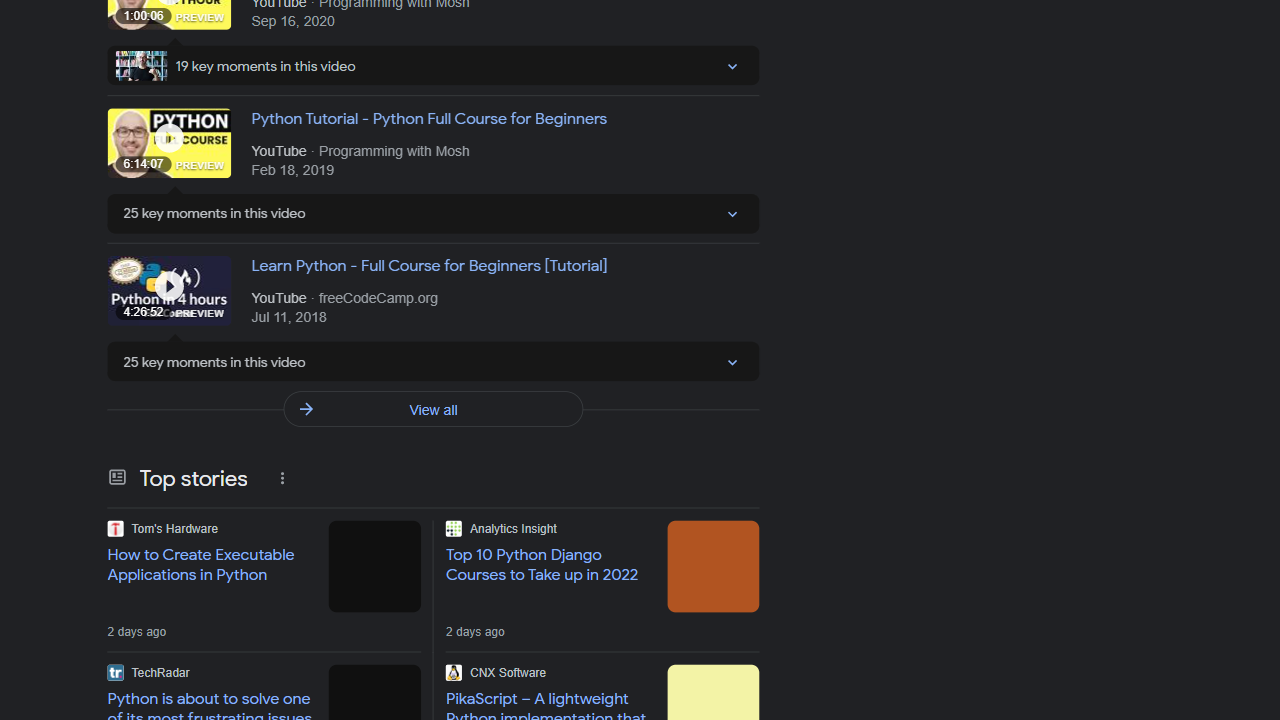 1:00:06 PREVIEW
YouTube · Programming with Mosh
Sep 16, 2020
19 key moments in this video
PYTHON
FULL COURSE
6:14:07 PREVIEW
Python Tutorial - Python Full Course for Beginners
YouTube · Programming with Mosh
Feb 18, 2019
25 key moments in this video
Python in 4 hours
4:26:52 PREVIEW
Learn Python - Full Course for Beginners [Tutorial]
YouTube · freeCodeCamp.org
Jul 11, 2018
25 key moments in this video
View all
Top stories
Tom's Hardware
How to Create Executable
Applications in Python
2 days ago
Analytics Insight
Top 10 Python Django
Courses to Take up in 2022
2 days ago
tr TechRadar
Python is about to solve one
of its most frustrating issues
CNX Software
PikaScript – A lightweight
Python implementation that